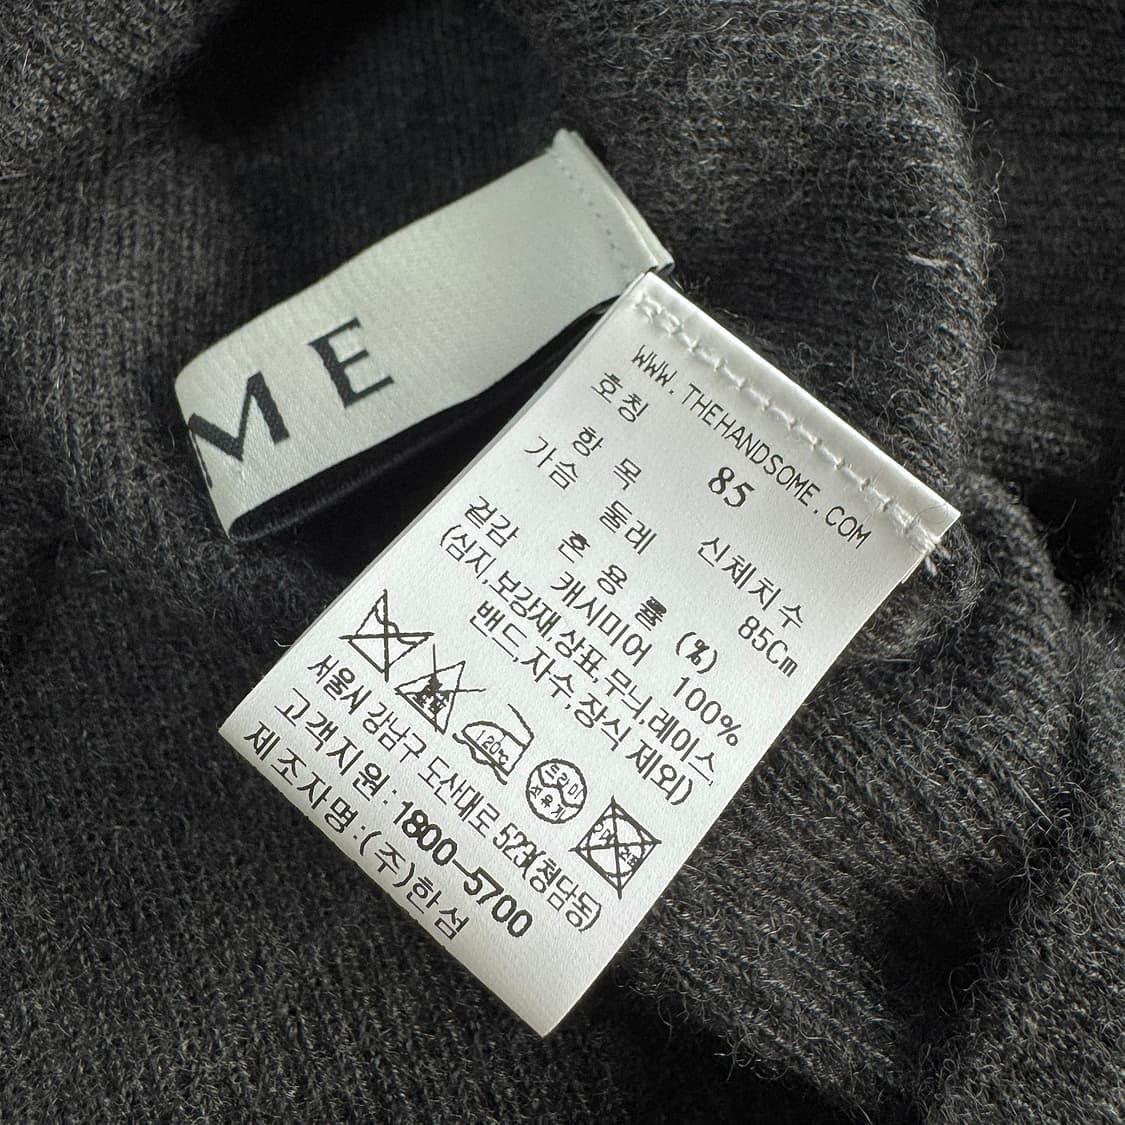 ME
WWW.THEHANDSOME.COM
호칭 85
항 목 신체치수
가슴 둘레 85Cm
혼 용 률 (%)
겉감 캐시미어 100%
(심지,보강재,상표,무늬,레이스,
밴드,자수,장식 제외)
120℃
드라이
서울시 강남구 도산대로 523(청담동)
고객지원:1800-5700
제조자명:(주)한섬